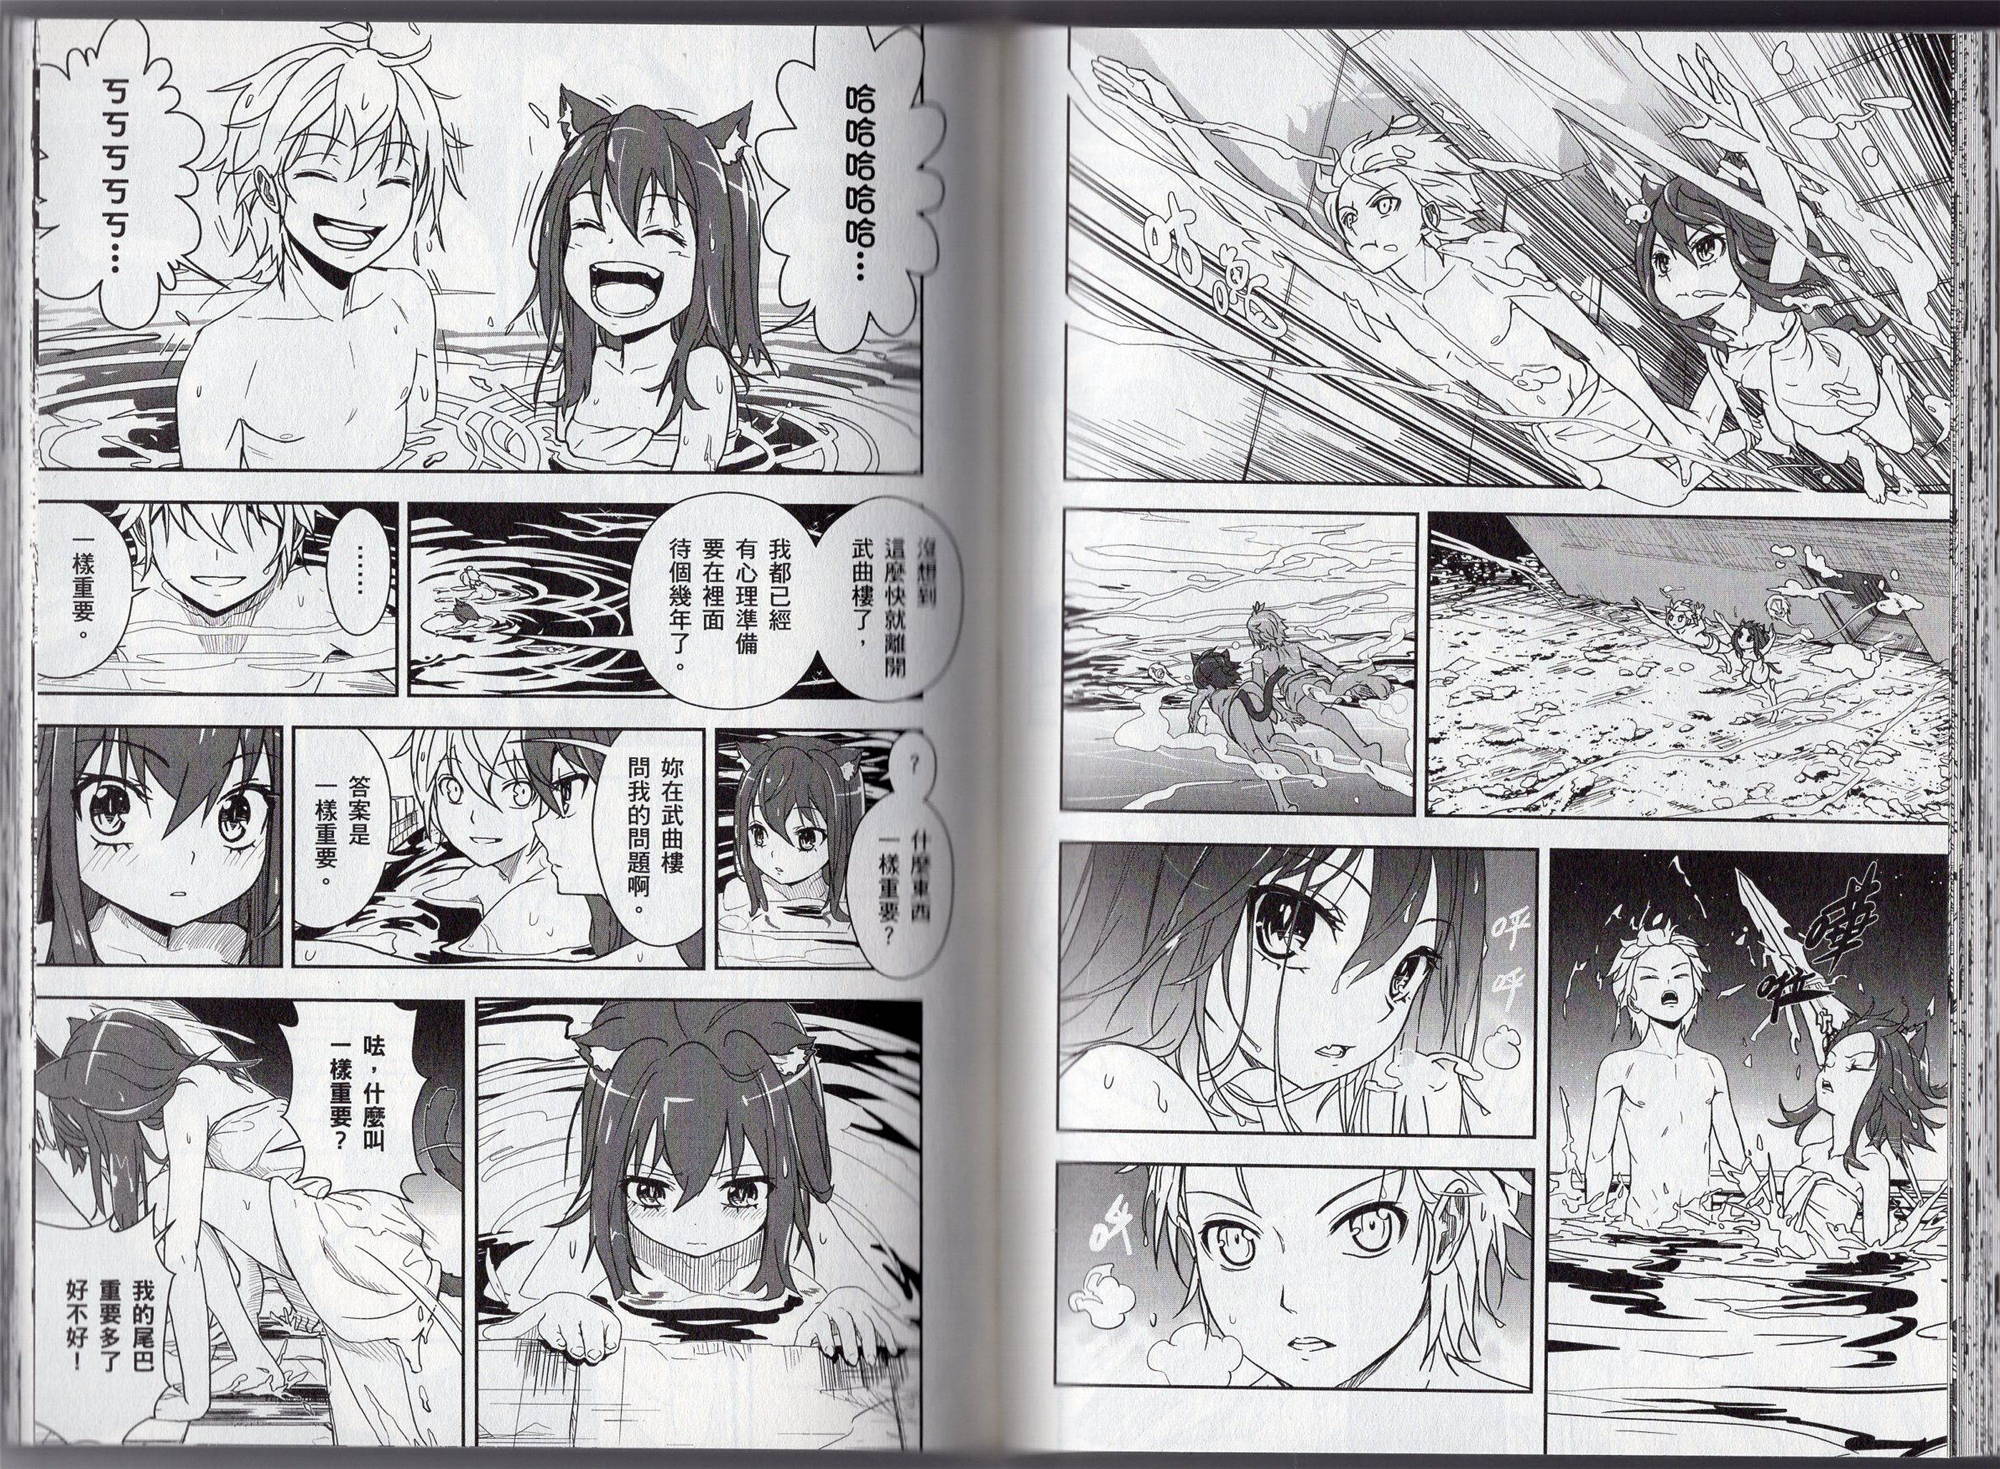 咕嚕
嘩
啦
呼
呼
呼
哈哈哈哈哈…
ㄎㄎㄎㄎㄎ…
沒想到
這麼快就離開
武曲樓了，
我都已經
有心理準備
要在裡面
待個幾年了。
……
一樣重要。
？
什麼東西
一樣重要？
妳在武曲樓
問我的問題啊。
答案是
一樣重要。
呿，什麼叫
一樣重要？
我的尾巴
重要多了
好不好！